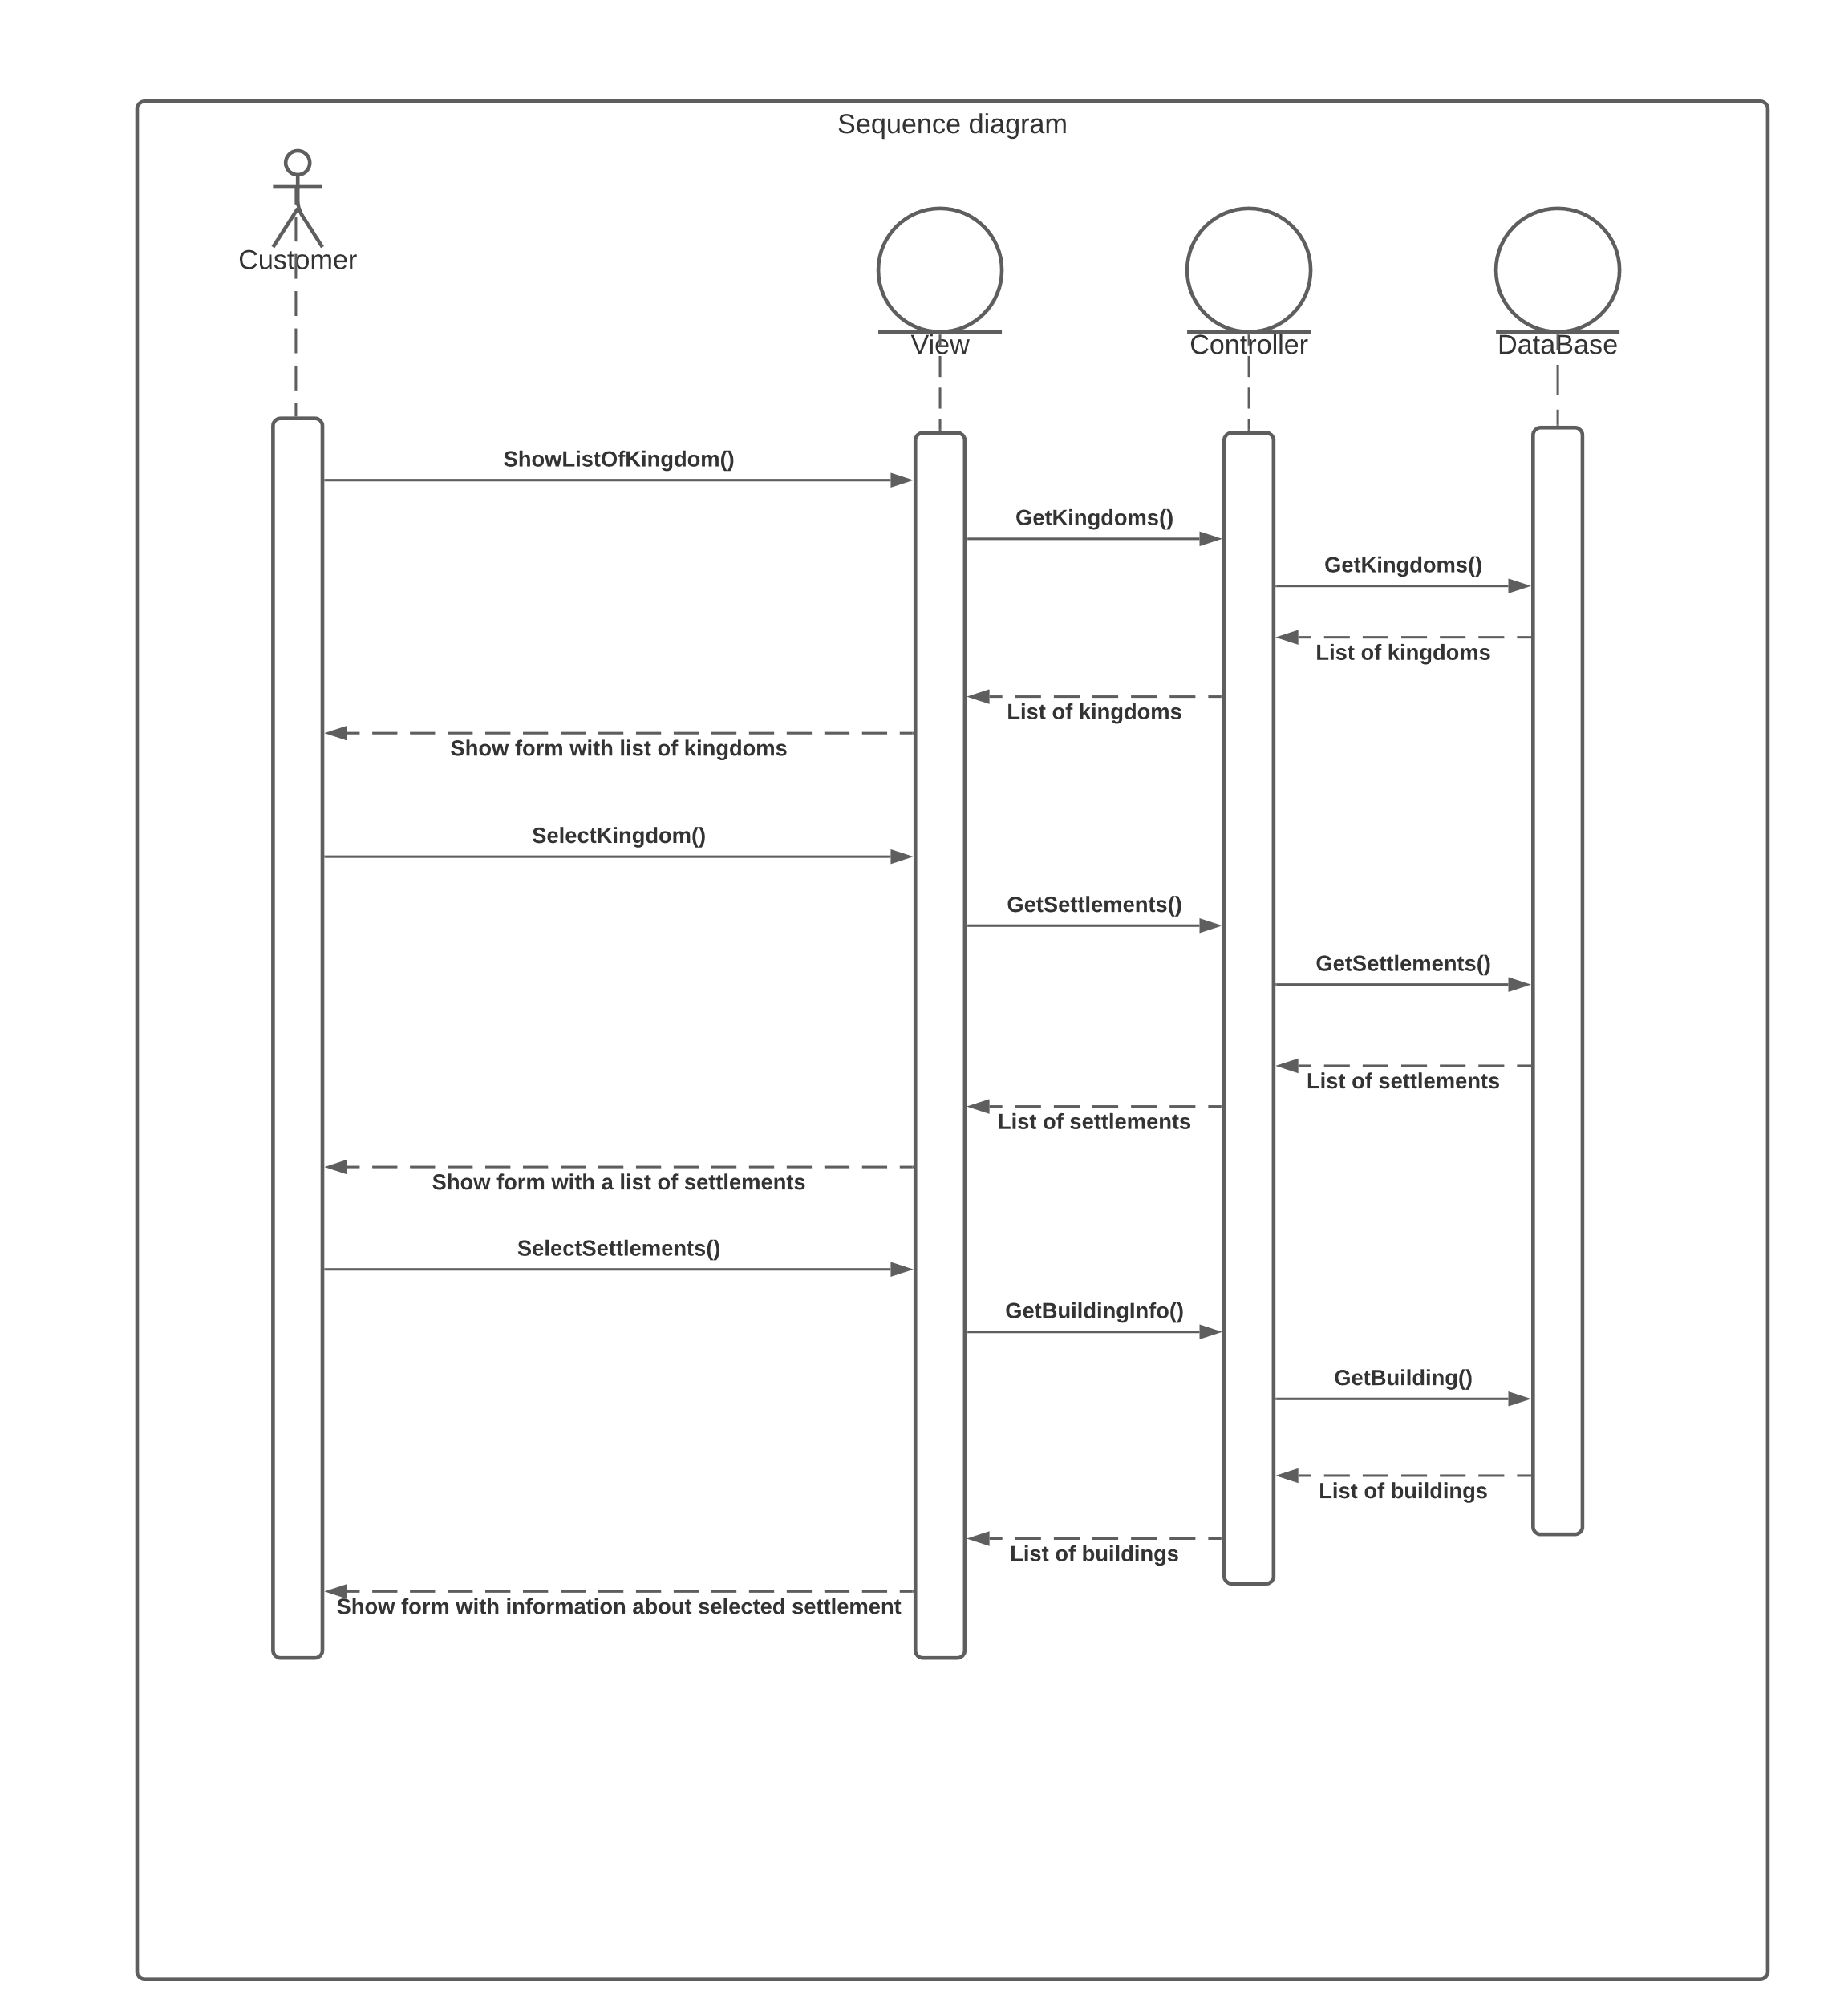 Sequence diagram
Customer
View
Controller
DataBase
ShowListOfKingdom()
GetKingdoms()
GetKingdoms()
List of kingdoms
List of kingdoms
Show form with list of kingdoms
SelectKingdom()
GetSettlements()
GetSettlements()
List of settlements
List of settlements
Show form with a list of settlements
SelectSettlements()
GetBuildingInfo()
GetBuilding()
List of buildings
List of buildings
Show form with information about selected settlement